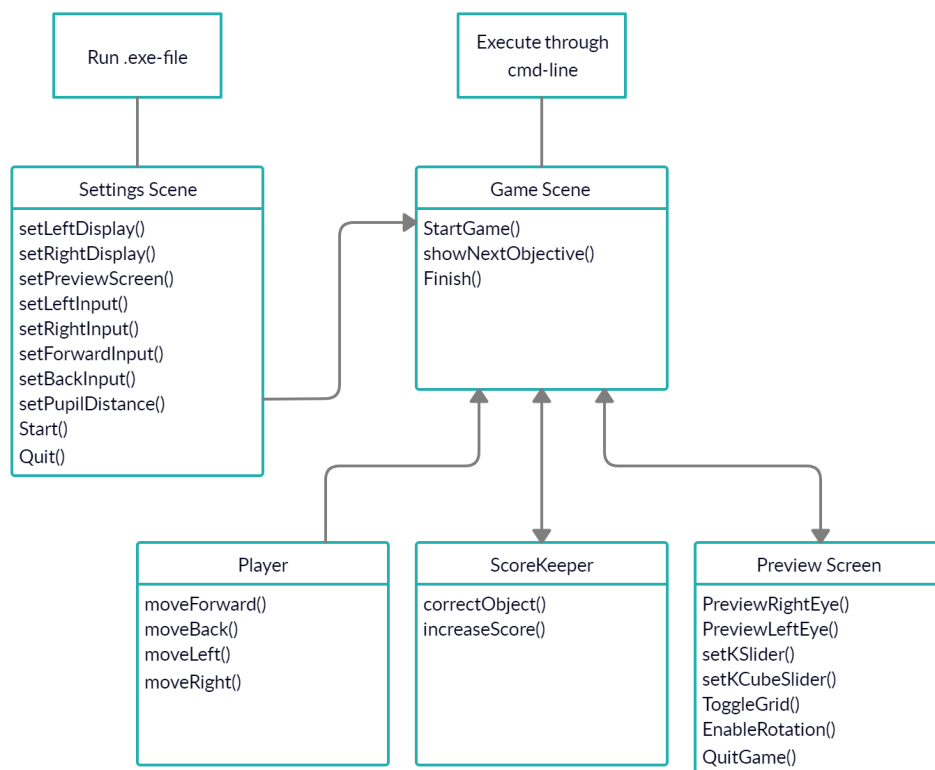 Run .exe-file
Execute through
cmd-line
Settings Scene
setLeftDisplay()
setRightDisplay()
setPreviewScreen()
setLeftInput()
setRightInput()
setForwardInput()
setBackInput()
setPupilDistance()
Start()
Quit()
Game Scene
StartGame()
showNextObjective()
Finish()
Player
moveForward()
moveBack()
moveLeft()
moveRight()
ScoreKeeper
correctObject()
increaseScore()
Preview Screen
PreviewRightEye()
PreviewLeftEye()
setKSlider()
setKCubeSlider()
ToggleGrid()
EnableRotation()
QuitGame()